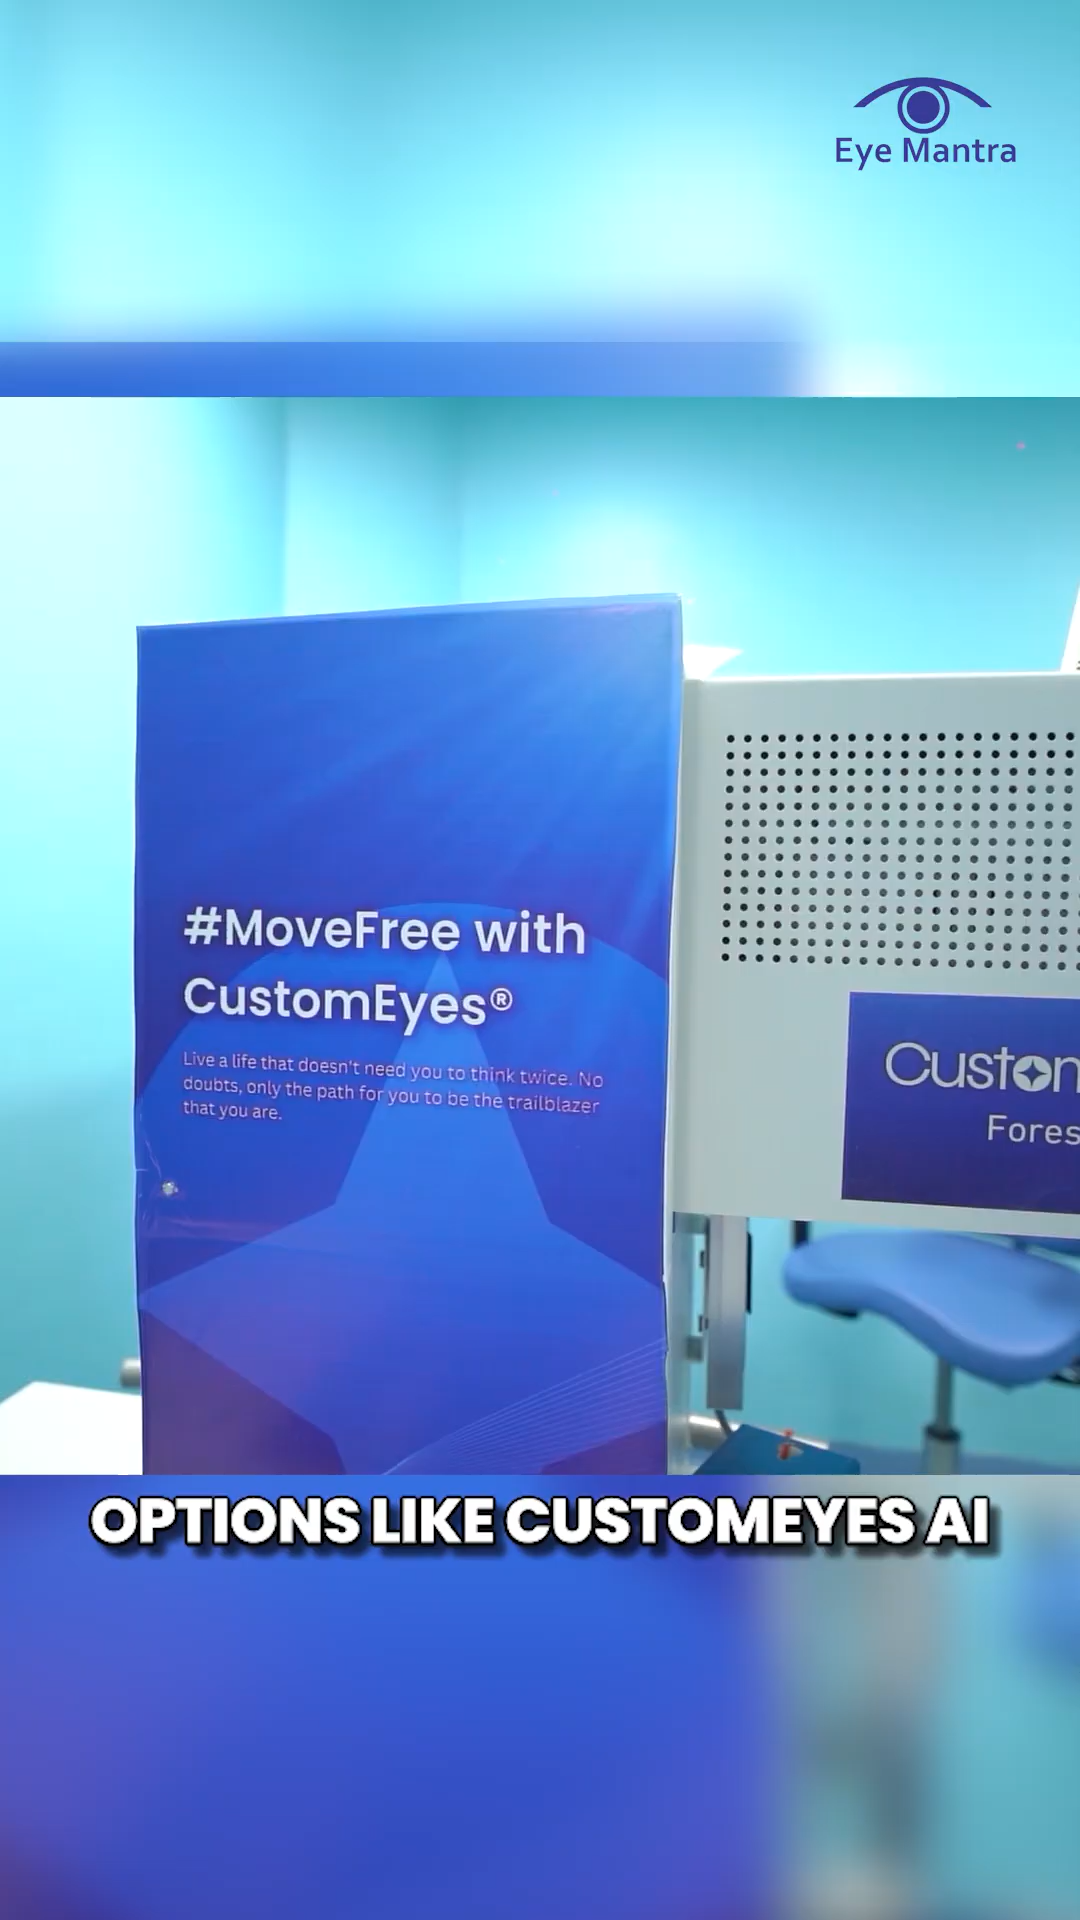 Eye Mantra
#MoveFree with
CustomEyes®
Live a life that doesn't need you to think twice. No
doubts, only the path for you to be the trailblazer
that you are.
Custom
Fores
OPTIONS LIKE CUSTOMEYES AI